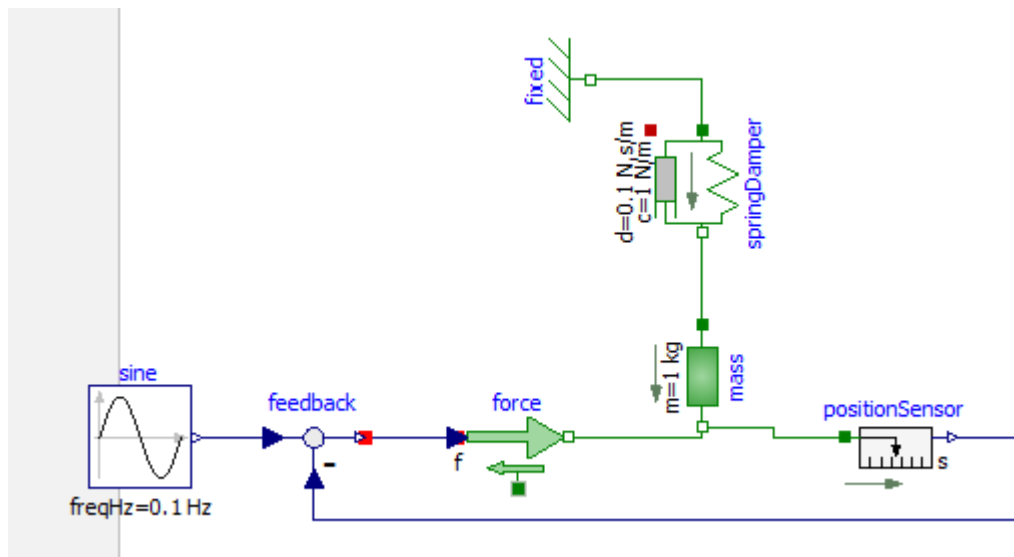 fixed
d=0.1 N.s/m
c=1 N/m
springDamper
m=1 kg
mass
sine
freqHz=0.1 Hz
feedback
-
force
f
positionSensor
s